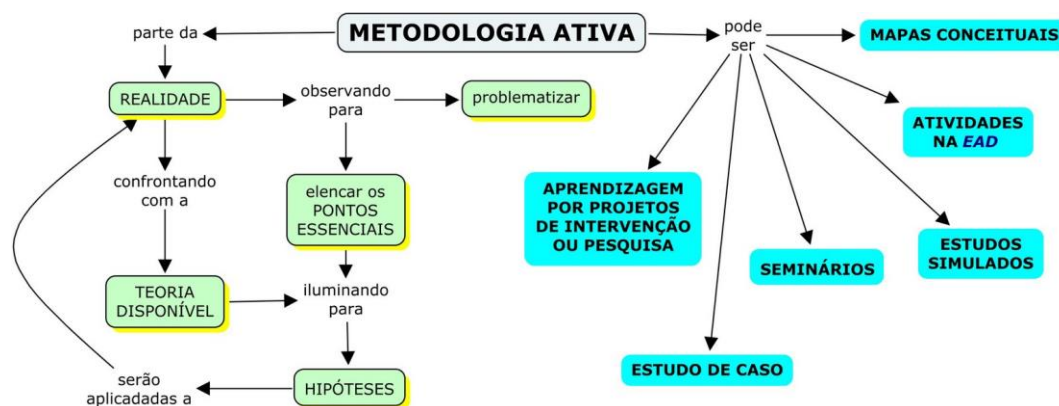 METODOLOGIA ATIVA
parte da
REALIDADE
observando
para
problematizar
confrontando
com a
elencar os
PONTOS
ESSENCIAIS
TEORIA
DISPONÍVEL
iluminando
para
HIPÓTESES
serão
aplicadadas a
pode
ser
MAPAS CONCEITUAIS
ATIVIDADES
NA EAD
APRENDIZAGEM
POR PROJETOS
DE INTERVENÇÃO
OU PESQUISA
SEMINÁRIOS
ESTUDOS
SIMULADOS
ESTUDO DE CASO